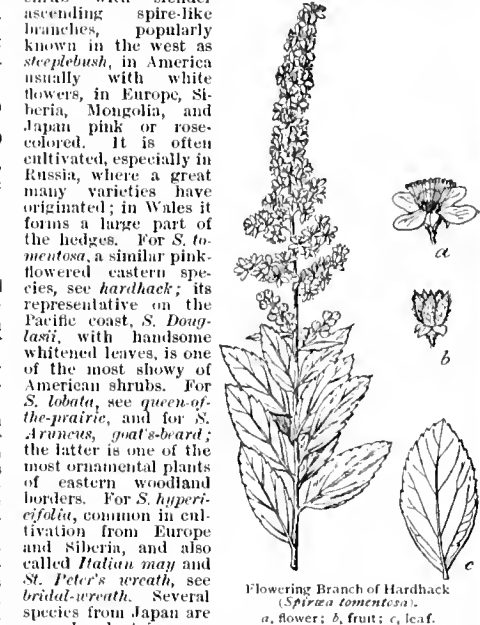 ascending spire-like
branches, popularly
known in the west as
steeplebush, in America
usually with white
flowers, in Europe, Si-
beria, Mongolia, and
Japan pink or rose-
colored. It is often
cultivated, especially in
Russia, where a great
many varieties have
originated; in Wales it
forms a large part of
the hedges. For S. to-
mentosa, a similar pink-
flowered eastern spe-
cies, see hardhack; its
representative on the
Pacific coast, S. Doug-
lasii, with handsome
whitened leaves, is one
of the most showy of
American shrubs. For
S. lobata, see queen-of-
the-prairie, and for S.
Aruncus, goat's-beard;
the latter is one of the
most ornamental plants
of eastern woodland
borders. For S. hyperi-
cifolia, common in cul-
tivation from Europe
and Siberia, and also
called Italian may and
St. Peter's wreath, see
bridal-wreath. Several
species from Japan are
a
b
c
Flowering Branch of Hardhack
(Spiræa tomentosa).
a, flower; b, fruit; c, leaf.